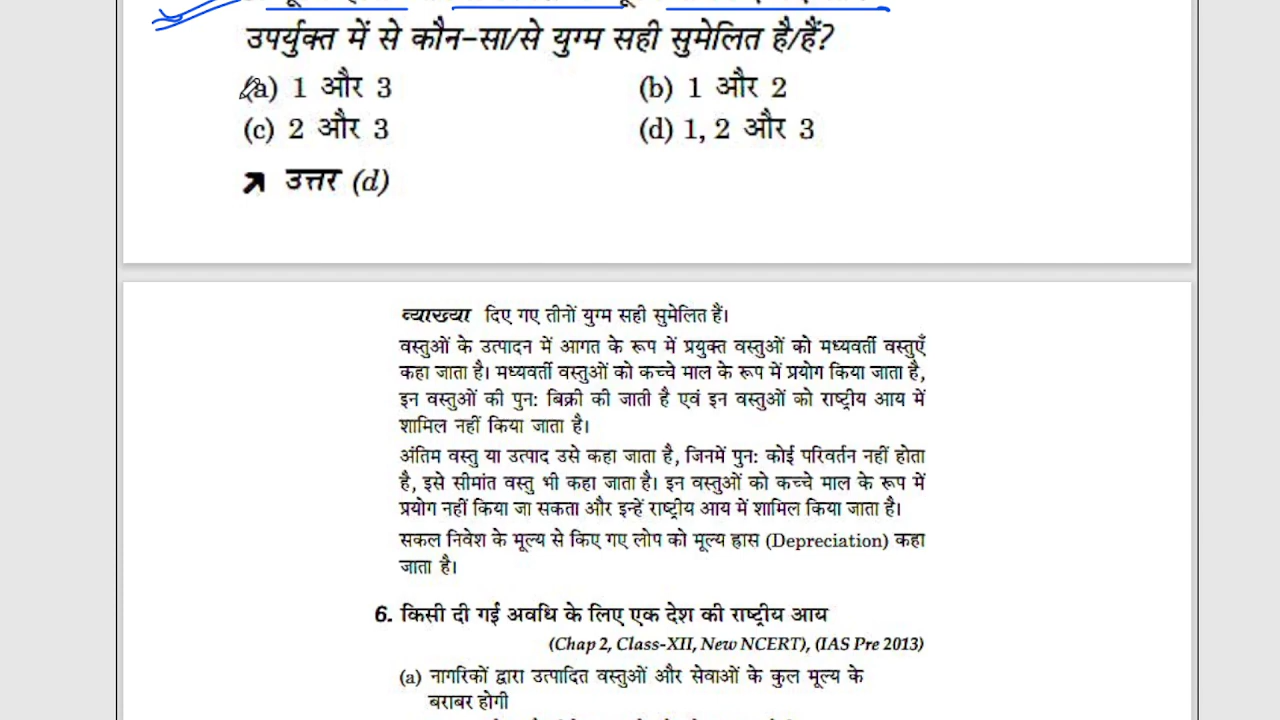 उपर्युक्त में से कौन-सा/से युग्म सही सुमेलित है/हैं?
(a) 1 और 3
(b) 1 और 2
(c) 2 और 3
(d) 1, 2 और 3
उत्तर (d)
व्याख्या दिए गए तीनों युग्म सही सुमेलित हैं।
वस्तुओं के उत्पादन में आगत के रूप में प्रयुक्त वस्तुओं को मध्यवर्ती वस्तुएँ
कहा जाता है। मध्यवर्ती वस्तुओं को कच्चे माल के रूप में प्रयोग किया जाता है,
इन वस्तुओं की पुन: बिक्री की जाती है एवं इन वस्तुओं को राष्ट्रीय आय में
शामिल नहीं किया जाता है।
अंतिम वस्तु या उत्पाद उसे कहा जाता है, जिनमें पुन: कोई परिवर्तन नहीं होता
है, इसे सीमांत वस्तु भी कहा जाता है। इन वस्तुओं को कच्चे माल के रूप में
प्रयोग नहीं किया जा सकता और इन्हें राष्ट्रीय आय में शामिल किया जाता है।
सकल निवेश के मूल्य से किए गए लोप को मूल्य ह्रास (Depreciation) कहा
जाता है।
6. किसी दी गई अवधि के लिए एक देश की राष्ट्रीय आय
(Chap 2, Class-XII, New NCERT), (IAS Pre 2013)
(a) नागरिकों द्वारा उत्पादित वस्तुओं और सेवाओं के कुल मूल्य के
बराबर होगी